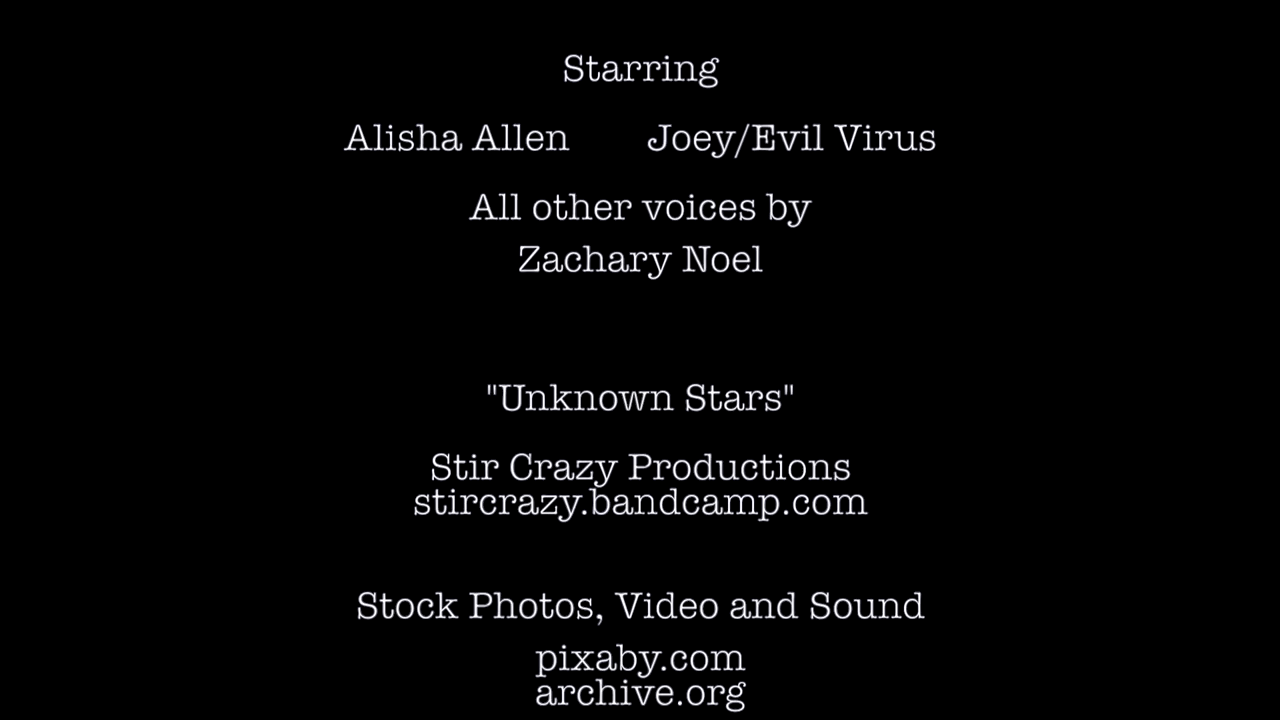 Starring
Alisha Allen Joey/Evil Virus
All other voices by
Zachary Noel
"Unknown Stars"
Stir Crazy Productions
stircrazy.bandcamp.com
Stock Photos, Video and Sound
pixaby.com
archive.org